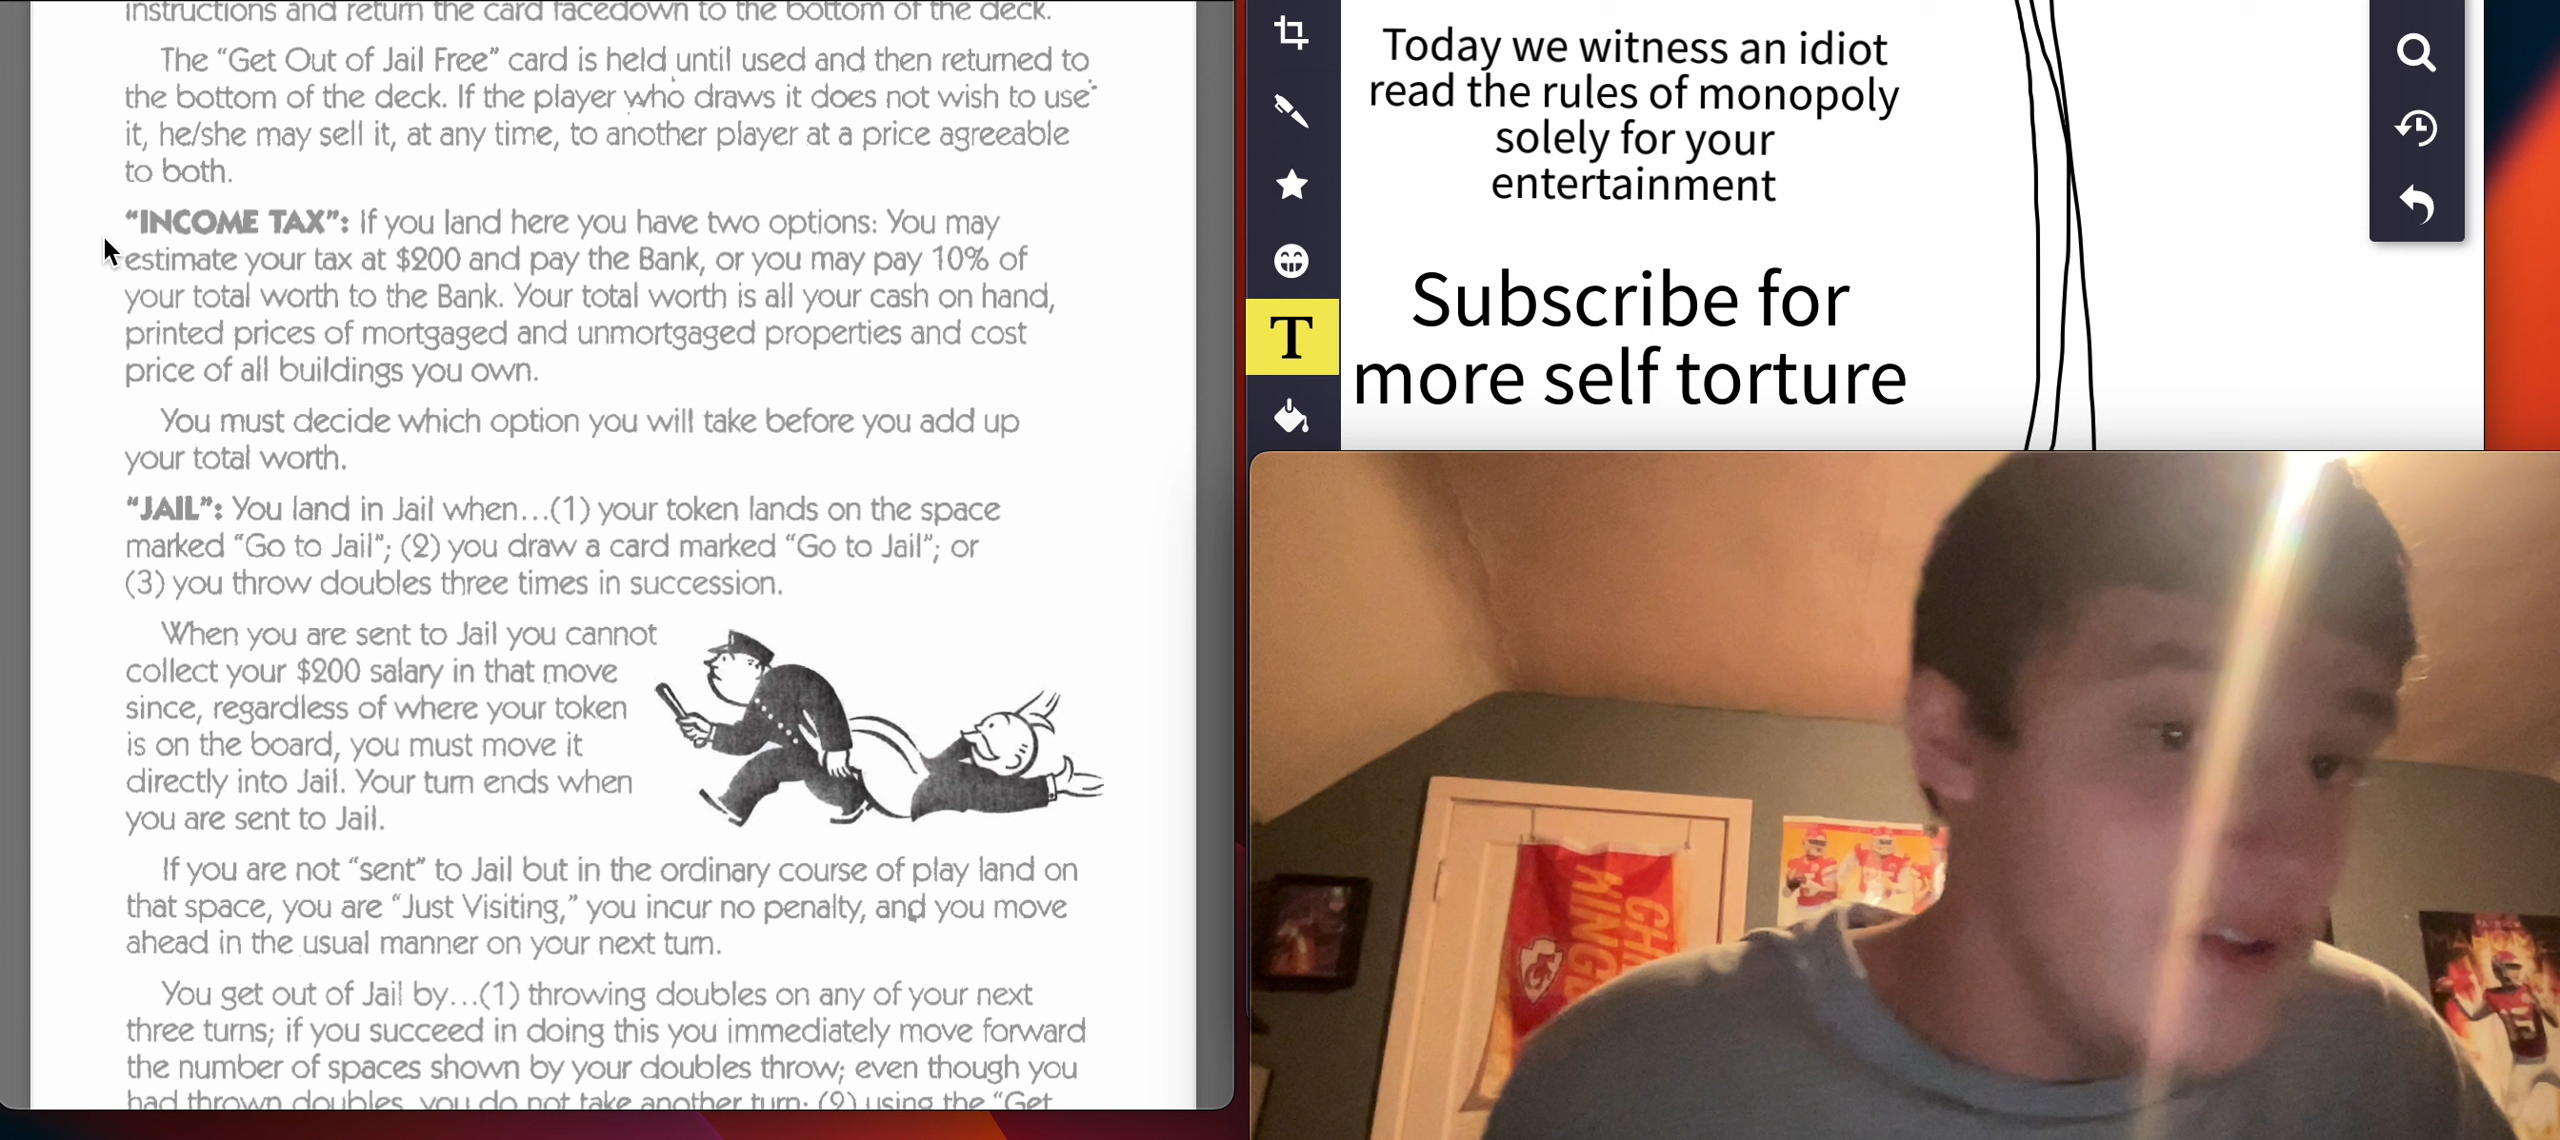 instructions and return the card facedown to the bottom of the deck.
The “Get Out of Jail Free” card is held until used and then returned to
the bottom of the deck. If the player who draws it does not wish to use
it, he/she may sell it, at any time, to another player at a price agreeable
to both.
“INCOME TAX”: If you land here you have two options: You may
estimate your tax at $200 and pay the Bank, or you may pay 10% of
your total worth to the Bank. Your total worth is all your cash on hand,
printed prices of mortgaged and unmortgaged properties and cost
price of all buildings you own.
You must decide which option you will take before you add up
your total worth.
“JAIL”: You land in Jail when...(1) your token lands on the space
marked “Go to Jail”; (2) you draw a card marked “Go to Jail”; or
(3) you throw doubles three times in succession.
When you are sent to Jail you cannot
collect your $200 salary in that move
since, regardless of where your token
is on the board, you must move it
directly into Jail. Your turn ends when
you are sent to Jail.
If you are not “sent” to Jail but in the ordinary course of play land on
that space, you are “Just Visiting,” you incur no penalty, and you move
ahead in the usual manner on your next turn.
You get out of Jail by...(1) throwing doubles on any of your next
three turns; if you succeed in doing this you immediately move forward
the number of spaces shown by your doubles throw; even though you
had thrown doubles, you do not take another turn; (2) using the “Get
T
Today we witness an idiot
read the rules of monopoly
solely for your
entertainment
Subscribe for
more self torture
KC
15